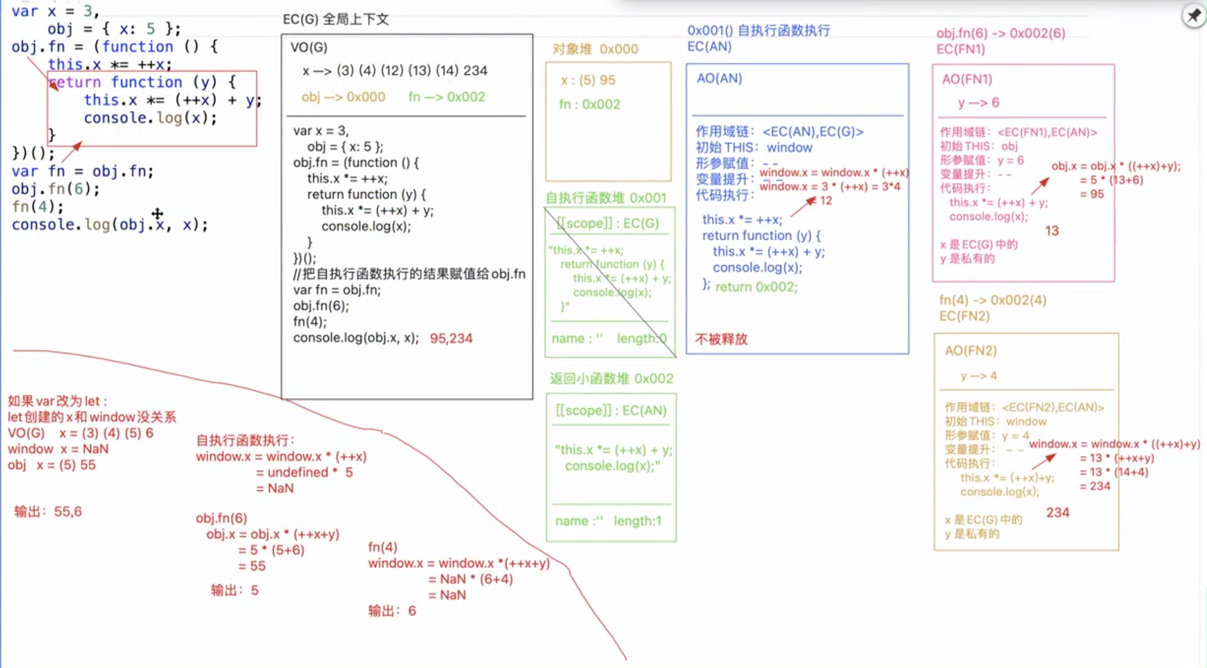 var x = 3,
obj = { x: 5 };
obj.fn = (function () {
this.x *= ++x;
return function (y) {
this.x *= (++x) + y;
console.log(x);
}
})();
var fn = obj.fn;
obj.fn(6);
fn(4);
console.log(obj.x, x);
EC(G) 全局上下文
VO(G)
x —> (3) (4) (12) (13) (14) 234
obj —> 0x000 fn —> 0x002
var x = 3,
obj = { x: 5 };
obj.fn = (function () {
this.x *= ++x;
return function (y) {
this.x *= (++x) + y;
console.log(x);
}
})();
//把自执行函数执行的结果赋值给obj.fn
var fn = obj.fn;
obj.fn(6);
fn(4);
console.log(obj.x, x); 95,234
对象堆 0x000
x : (5) 95
fn : 0x002
自执行函数堆 0x001
[[scope]] : EC(G)
"this.x *= ++x;
return function (y) {
this.x *= (++x) + y;
console.log(x);
}"
name : '' length:0
返回小函数堆 0x002
[[scope]] : EC(AN)
"this.x *= (++x) + y;
console.log(x);"
name :'' length:1
0x001() 自执行函数执行
EC(AN)
AO(AN)
作用域链：<EC(AN),EC(G)>
初始THIS：window
形参赋值：- -
变量提升：- -
代码执行：
window.x = window.x * (++x)
window.x = 3 * (++x) = 3*4
= 12
this.x *= ++x;
return function (y) {
this.x *= (++x) + y;
console.log(x);
}; return 0x002;
不被释放
obj.fn(6) -> 0x002(6)
EC(FN1)
AO(FN1)
y —> 6
作用域链：<EC(FN1),EC(AN)>
初始THIS：obj
形参赋值：y = 6
变量提升：- -
代码执行：
this.x *= (++x) + y;
console.log(x);
obj.x = obj.x * ((++x)+y);
= 5 * (13+6)
= 95
13
x 是EC(G) 中的
y 是私有的
fn(4) -> 0x002(4)
EC(FN2)
AO(FN2)
y —> 4
作用域链：<EC(FN2),EC(AN)>
初始THIS：window
形参赋值：y = 4
变量提升：- -
代码执行：
this.x *= (++x)+y;
console.log(x);
window.x = window.x * ((++x)+y)
= 13 * (++x+y)
= 13 * (14+4)
= 234
234
x 是EC(G) 中的
y 是私有的
如果var改为let：
let创建的x和window没关系
VO(G) x = (3) (4) (5) 6
window x = NaN
obj x = (5) 55
输出：55,6
自执行函数执行：
window.x = window.x * (++x)
= undefined * 5
= NaN
obj.fn(6)
obj.x = obj.x * (++x+y)
= 5 * (5+6)
= 55
输出：5
fn(4)
window.x = window.x *(++x+y)
= NaN * (6+4)
= NaN
输出：6